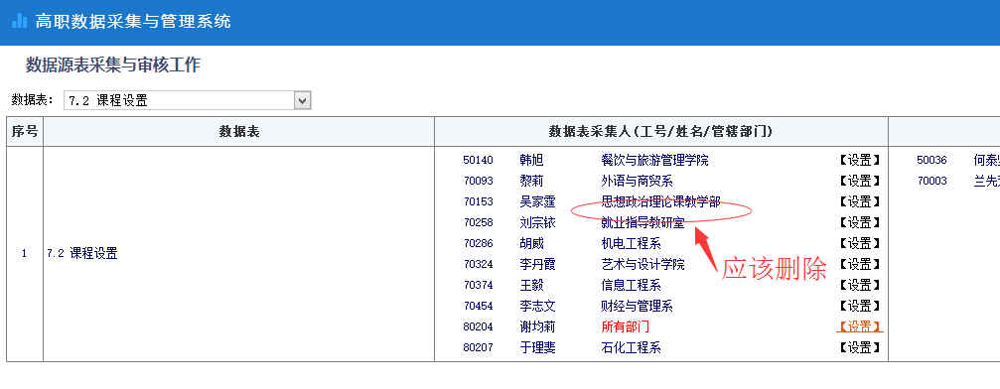 高职数据采集与管理系统
数据源表采集与审核工作
数据表： 7.2 课程设置
序号 数据表 数据表采集人(工号/姓名/管辖部门)
50140 韩旭 餐饮与旅游管理学院 【设置】 50036 何泰
70093 黎莉 外语与商贸系 【设置】 70003 兰先
70153 吴家霆 思想政治理论课教学部 【设置】
70258 刘宗铱 就业指导教研室 【设置】
70286 胡威 机电工程系 【设置】
1 7.2 课程设置
70324 李丹霞 艺术与设计学院 【设置】
应该删除
70374 王毅 信息工程系 【设置】
70454 李志文 财经与管理系 【设置】
80204 谢均莉 所有部门 【设置】
80207 于理斐 石化工程系 【设置】